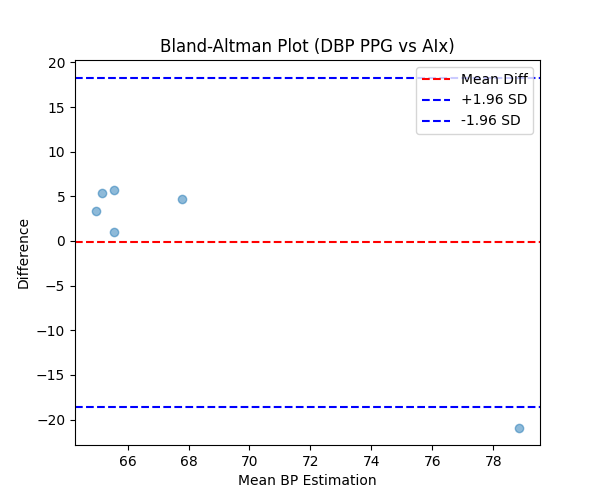 Bland-Altman Plot (DBP PPG vs AIx)
20
15
10
5
0
−5
−10
−15
−20
Difference
Mean Diff
+1.96 SD
-1.96 SD
66
68
70
72
74
76
78
Mean BP Estimation